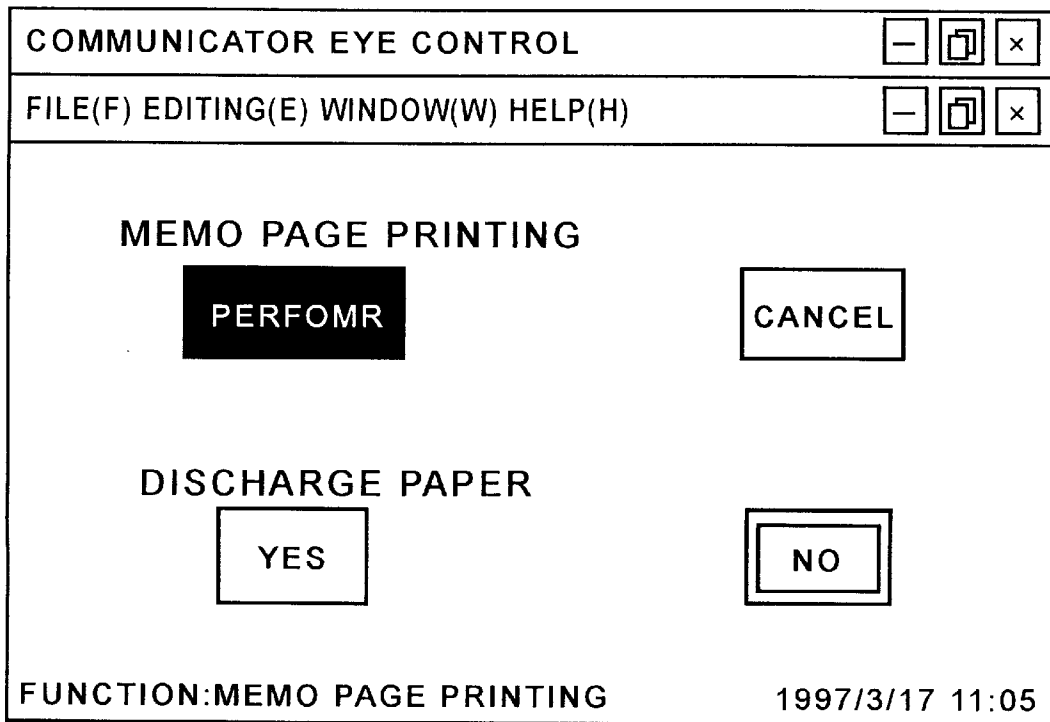 COMMUNICATOR EYE CONTROL
FILE(F) EDITING(E) WINDOW(W) HELP(H)
MEMO PAGE PRINTING
PERFOMR CANCEL
DISCHARGE PAPER
YES NO
FUNCTION:MEMO PAGE PRINTING 1997/3/17 11:05